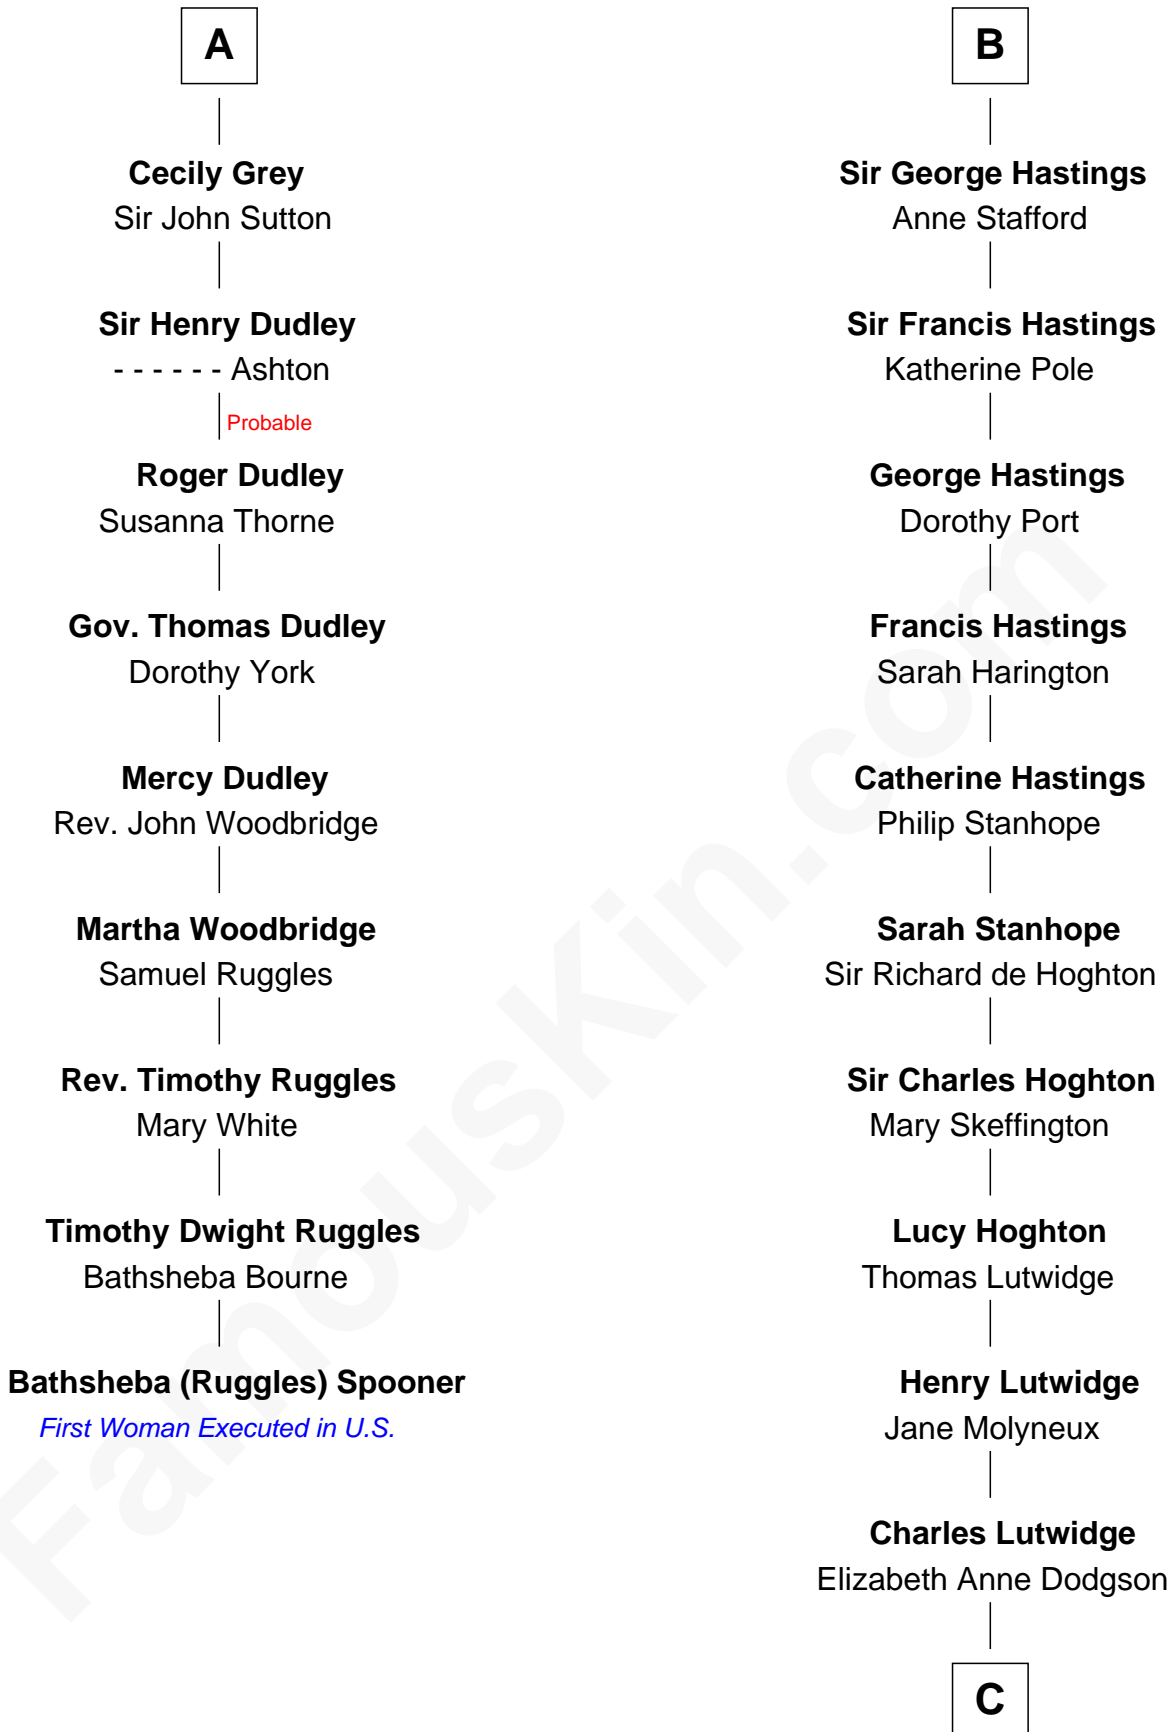 A
Cecily Grey
Sir John Sutton
Sir Henry Dudley
- - - - - - Ashton
Probable
Roger Dudley
Susanna Thorne
Gov. Thomas Dudley
Dorothy York
Mercy Dudley
Rev. John Woodbridge
Martha Woodbridge
Samuel Ruggles
Rev. Timothy Ruggles
Mary White
Timothy Dwight Ruggles
Bathsheba Bourne
Bathsheba (Ruggles) Spooner
First Woman Executed in U.S.
B
Sir George Hastings
Anne Stafford
Sir Francis Hastings
Katherine Pole
George Hastings
Dorothy Port
Francis Hastings
Sarah Harington
Catherine Hastings
Philip Stanhope
Sarah Stanhope
Sir Richard de Hoghton
Sir Charles Hoghton
Mary Skeffington
Lucy Hoghton
Thomas Lutwidge
Henry Lutwidge
Jane Molyneux
Charles Lutwidge
Elizabeth Anne Dodgson
C
FamousKin.com